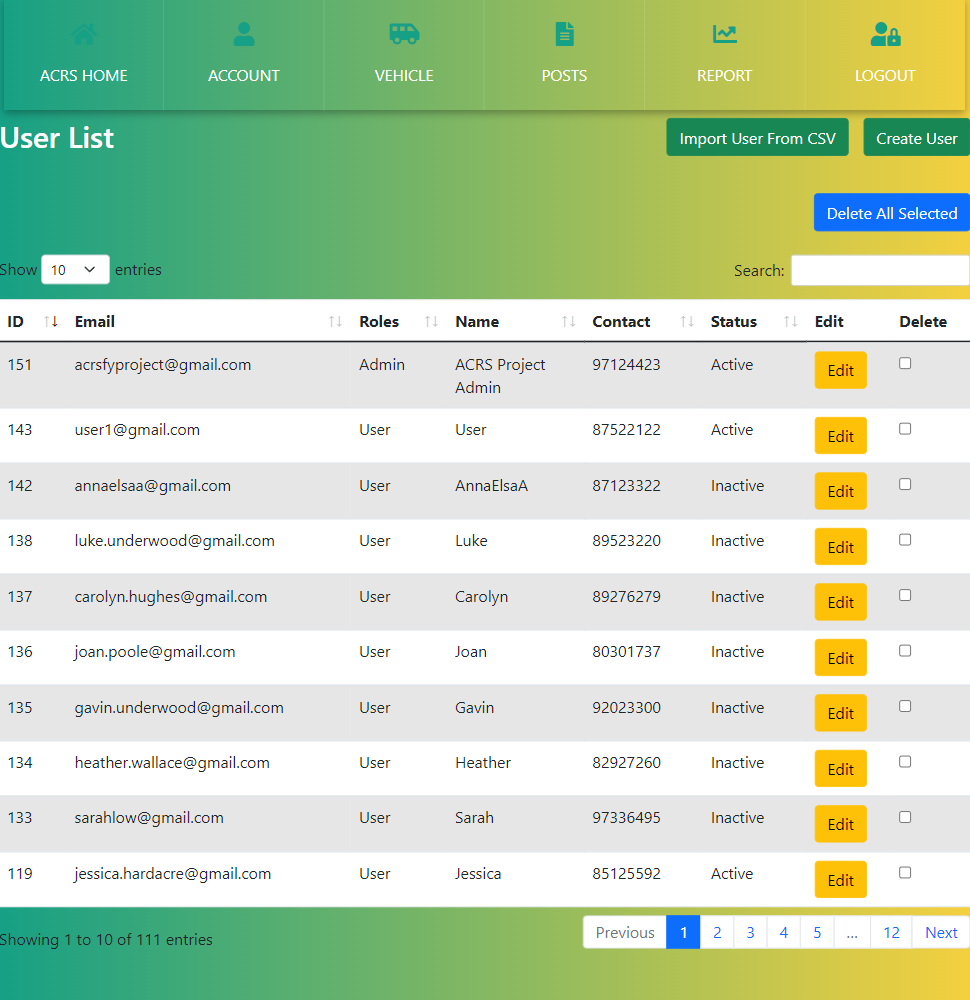 ACRS HOME ACCOUNT VEHICLE POSTS REPORT LOGOUT
User List Import User From CSV Create User
Delete All Selected
Show 10 entries Search:
ID Email Roles Name Contact Status Edit Delete
151 acrsfyproject@gmail.com Admin ACRS Project Admin 97124423 Active Edit
143 user1@gmail.com User User 87522122 Active Edit
142 annaelsaa@gmail.com User AnnaElsaA 87123322 Inactive Edit
138 luke.underwood@gmail.com User Luke 89523220 Inactive Edit
137 carolyn.hughes@gmail.com User Carolyn 89276279 Inactive Edit
136 joan.poole@gmail.com User Joan 80301737 Inactive Edit
135 gavin.underwood@gmail.com User Gavin 92023300 Inactive Edit
134 heather.wallace@gmail.com User Heather 82927260 Inactive Edit
133 sarahlow@gmail.com User Sarah 97336495 Inactive Edit
119 jessica.hardacre@gmail.com User Jessica 85125592 Active Edit
Showing 1 to 10 of 111 entries Previous 1 2 3 4 5 ... 12 Next